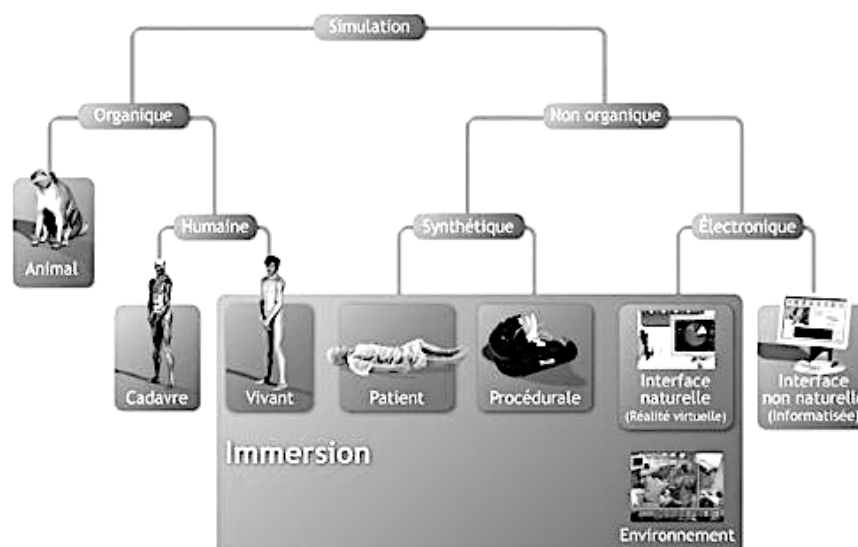 Simulation
Organique
Non organique
Humaine
Synthétique
Électronique
Animal
Cadavre
Vivant
Patient
Procédurale
Interface
naturelle
(Réalité virtuelle)
Interface
non naturelle
(Informatisée)
Immersion
Environnement